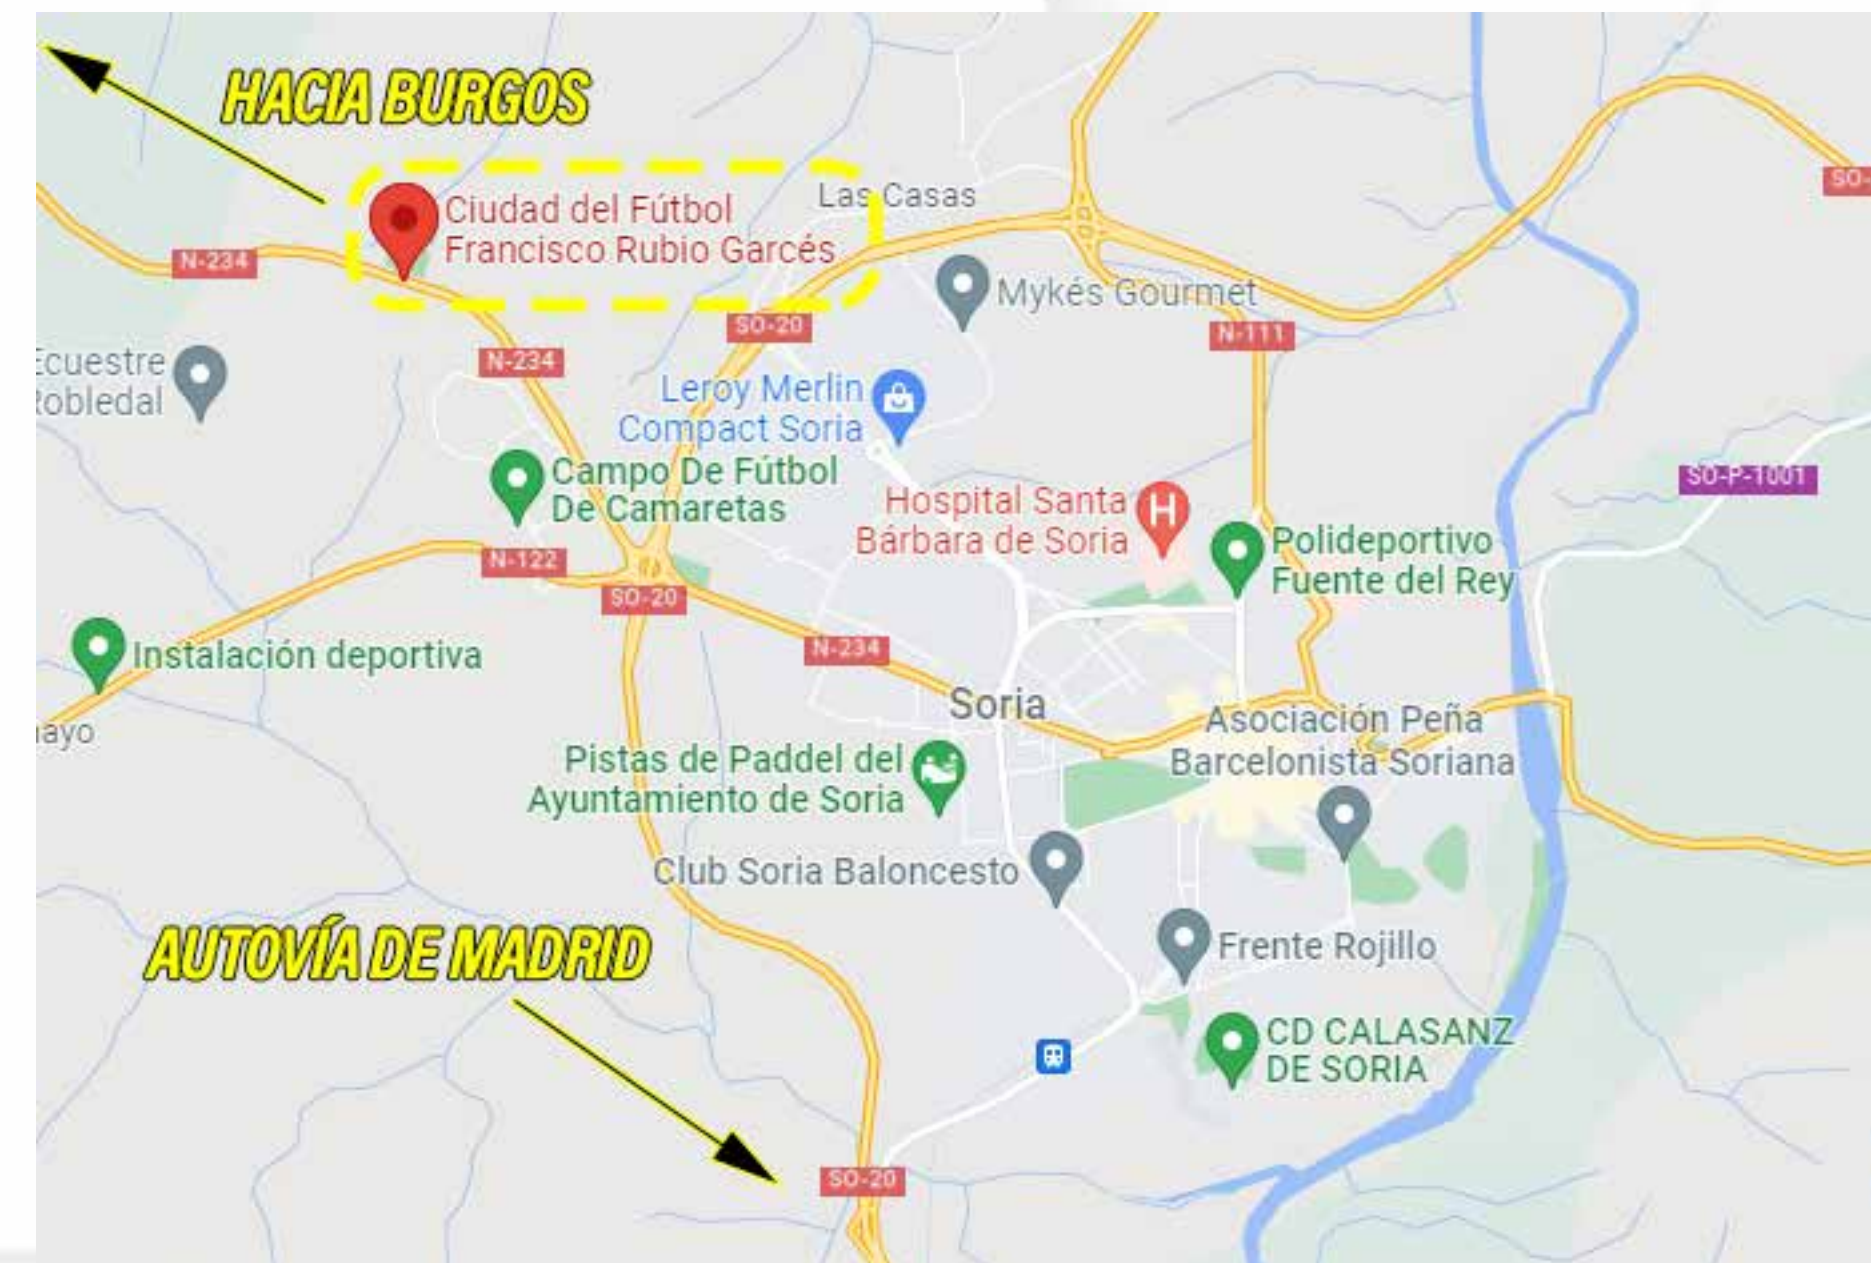 HACIA BURGOS
Las Casas
Ciudad del Fútbol
Francisco Rubio Garcés
SO-
N-234
Mykés Gourmet
SO-20
N-111
N-234
Ecuestre
Robledal
Leroy Merlin
Compact Soria
Campo De Fútbol
De Camaretas
SO-P-1001
Hospital Santa
Bárbara de Soria
H
Polideportivo
Fuente del Rey
N-122
SO-20
Instalación deportiva
N-234
Soria
ayo
Asociación Peña
Barcelonista Soriana
Pistas de Paddel del
Ayuntamiento de Soria
Club Soria Baloncesto
AUTOVÍA DE MADRID
Frente Rojillo
CD CALASANZ
DE SORIA
SO-20